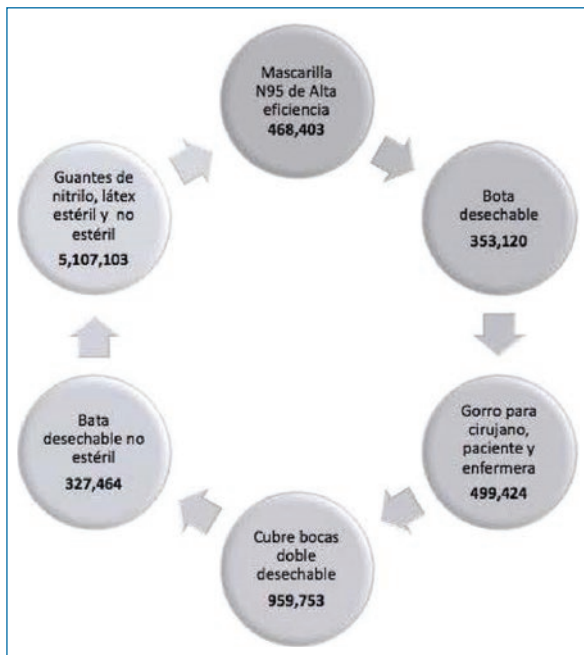 Mascarilla
N95 de Alta
eficiencia
468,403
Bota
desechable
353,120
Gorro para
cirujano,
paciente y
enfermera
499,424
Cubre bocas
doble
desechable
959,753
Bata
desechable no
estéril
327,464
Guantes de
nitrilo, látex
estéril y no
estéril
5,107,103